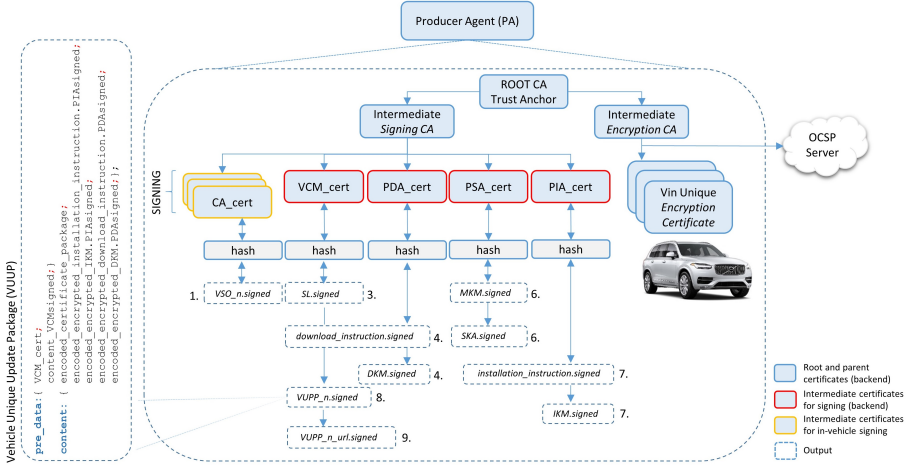 Producer Agent (PA)
ROOT CA
Trust Anchor
Intermediate
Signing CA
Intermediate
Encryption CA
OCSP
Server
SIGNING
CA_cert
VCM_cert
PDA_cert
PSA_cert
PIA_cert
Vin Unique
Encryption
Certificate
hash
hash
hash
hash
hash
1.
VSO_n.signed
SL.signed
3.
MKM.signed
6.
download_instruction.signed
4.
SKA.signed
6.
DKM.signed
4.
installation_instruction.signed
7.
VUPP_n.signed
8.
IKM.signed
7.
VUPP_n_url.signed
9.
Root and parent
certificates (backend)
Intermediate certificates
for signing (backend)
Intermediate certificates
for in-vehicle signing
Output
Vehicle Unique Update Package (VUUP)
pre_data:{ VCM_cert;
content_VCMsigned;}
content: { encoded_certificate_package;
encoded_encrypted_installation_instruction.PIAsigned;
encoded_encrypted_IKM.PIAsigned;
encoded_encrypted_download_instruction.PDAsigned;
encoded_encrypted_DKM.PDAsigned;};